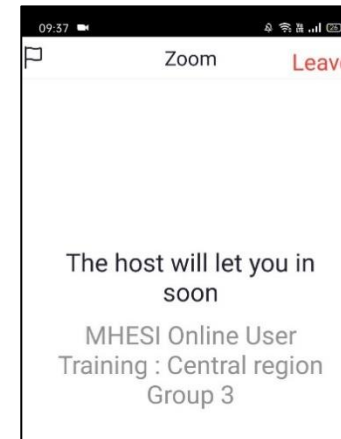 09:37
Zoom
Leave
The host will let you in
soon
MHESI Online User
Training : Central region
Group 3